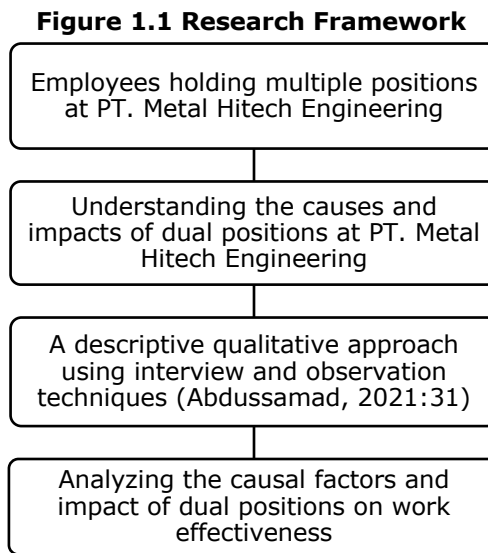 Figure 1.1 Research Framework
Employees holding multiple positions
at PT. Metal Hitech Engineering
Understanding the causes and
impacts of dual positions at PT. Metal
Hitech Engineering
A descriptive qualitative approach
using interview and observation
techniques (Abdussamad, 2021:31)
Analyzing the causal factors and
impact of dual positions on work
effectiveness